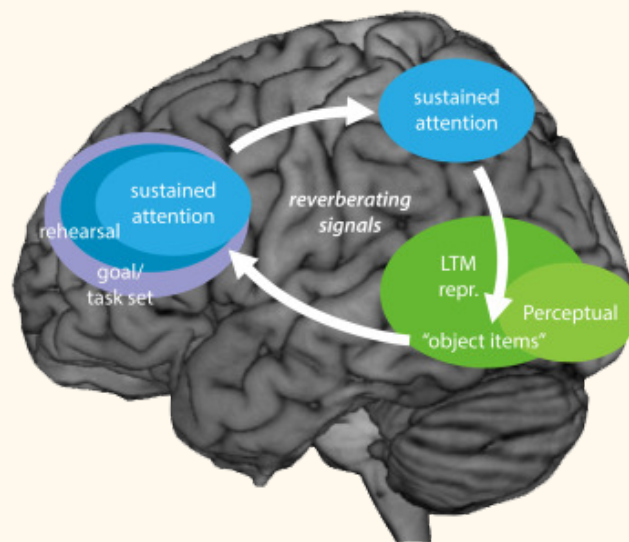 sustained
attention
sustained
attention
rehearsal
goal/
task set
reverberating
signals
LTM
repr.
Perceptual
“object items”